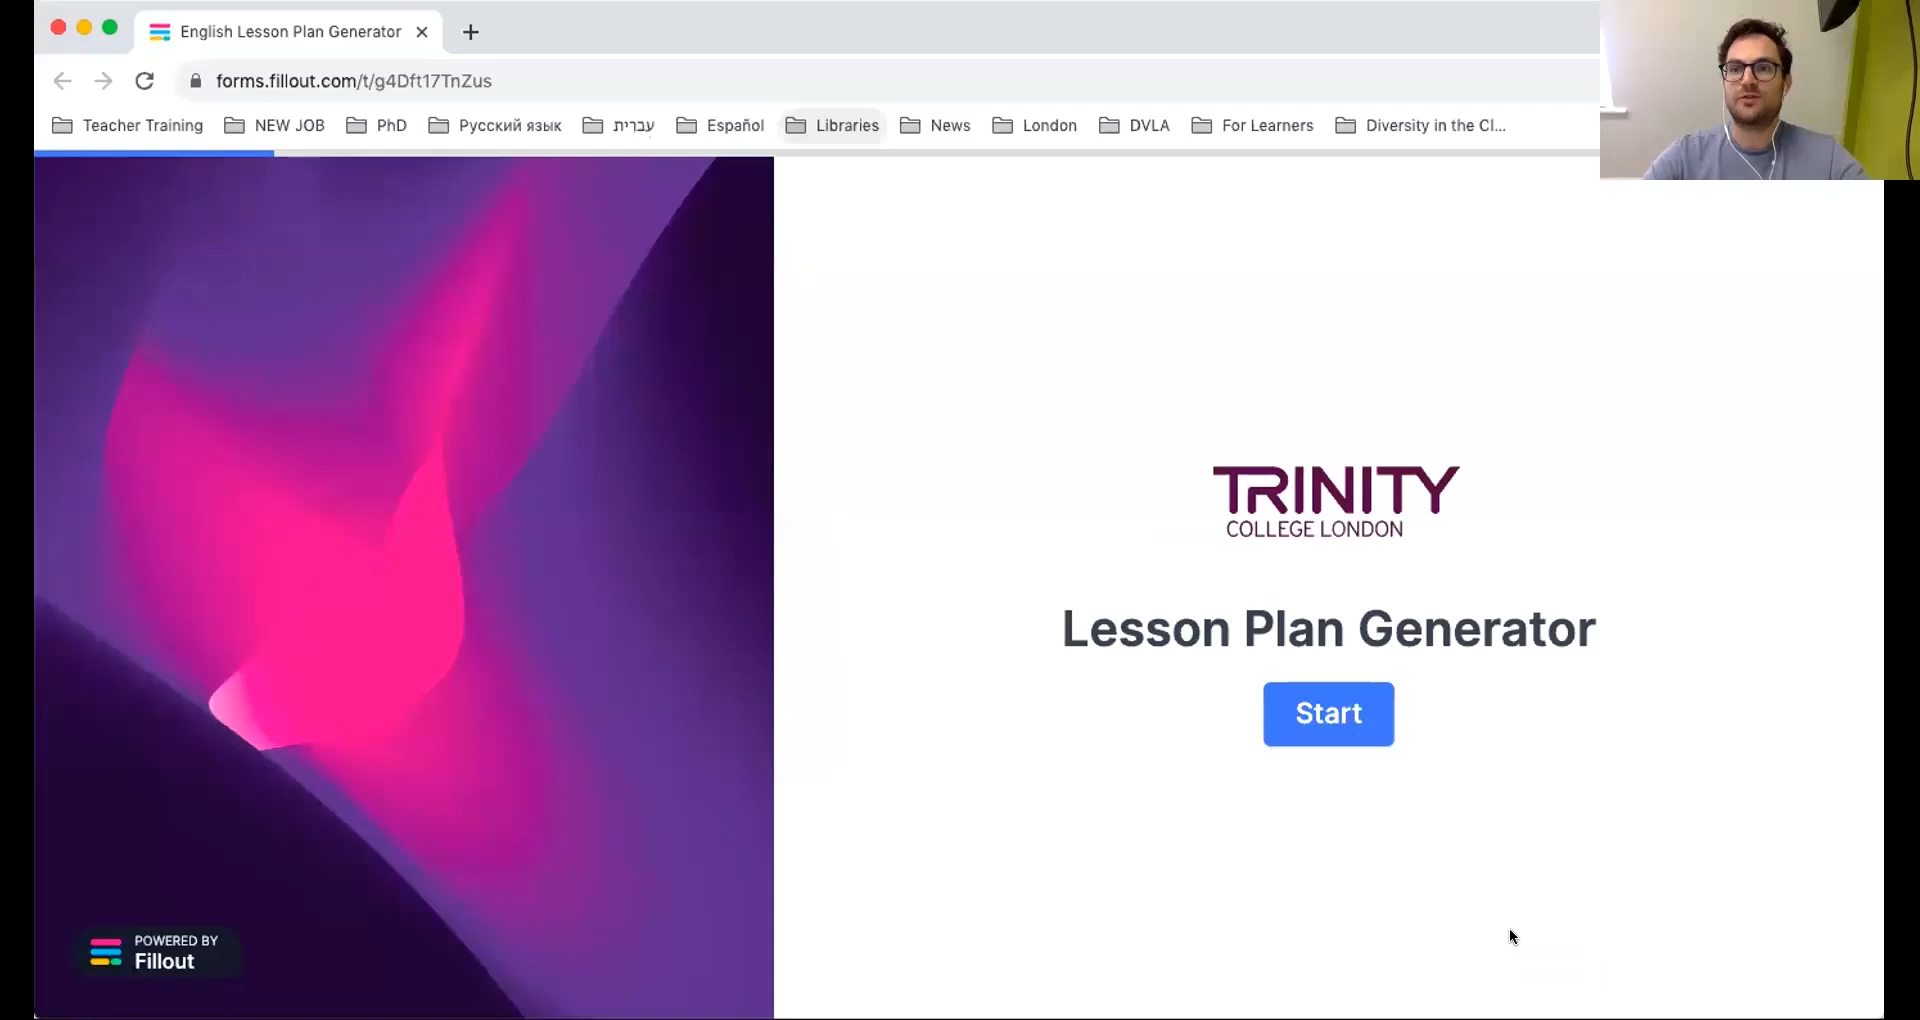 English Lesson Plan Generator
forms.fillout.com/t/g4Dft17TnZus
Teacher Training NEW JOB PhD Русский язык עברית Español Libraries News London DVLA For Learners Diversity in the Cl...
TRINITY
COLLEGE LONDON
Lesson Plan Generator
Start
POWERED BY
Fillout